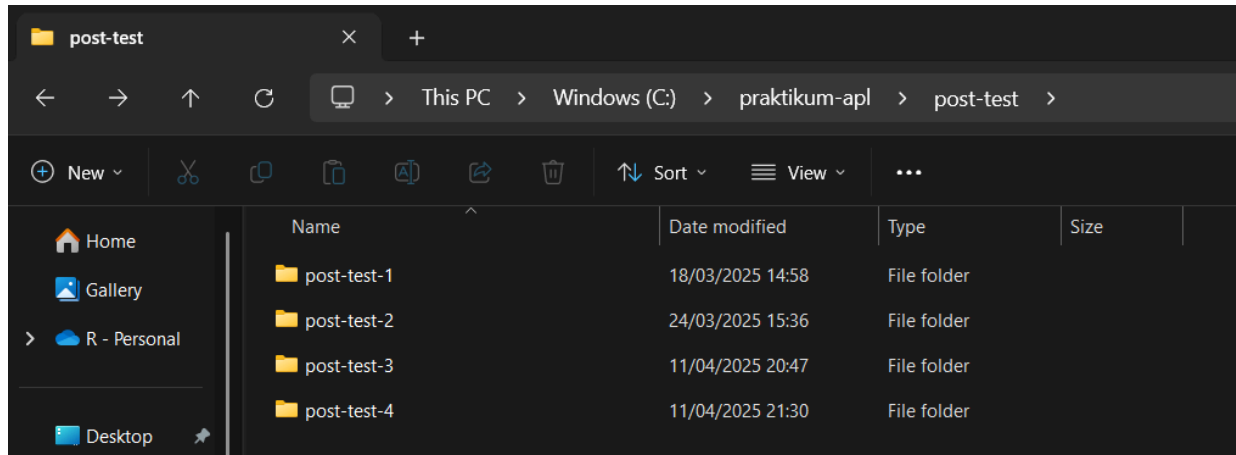 post-test
This PC > Windows (C:) > praktikum-apl > post-test >
New Sort View ...
Name Date modified Type Size
Home
Gallery
R - Personal
Desktop
post-test-1 18/03/2025 14:58 File folder
post-test-2 24/03/2025 15:36 File folder
post-test-3 11/04/2025 20:47 File folder
post-test-4 11/04/2025 21:30 File folder